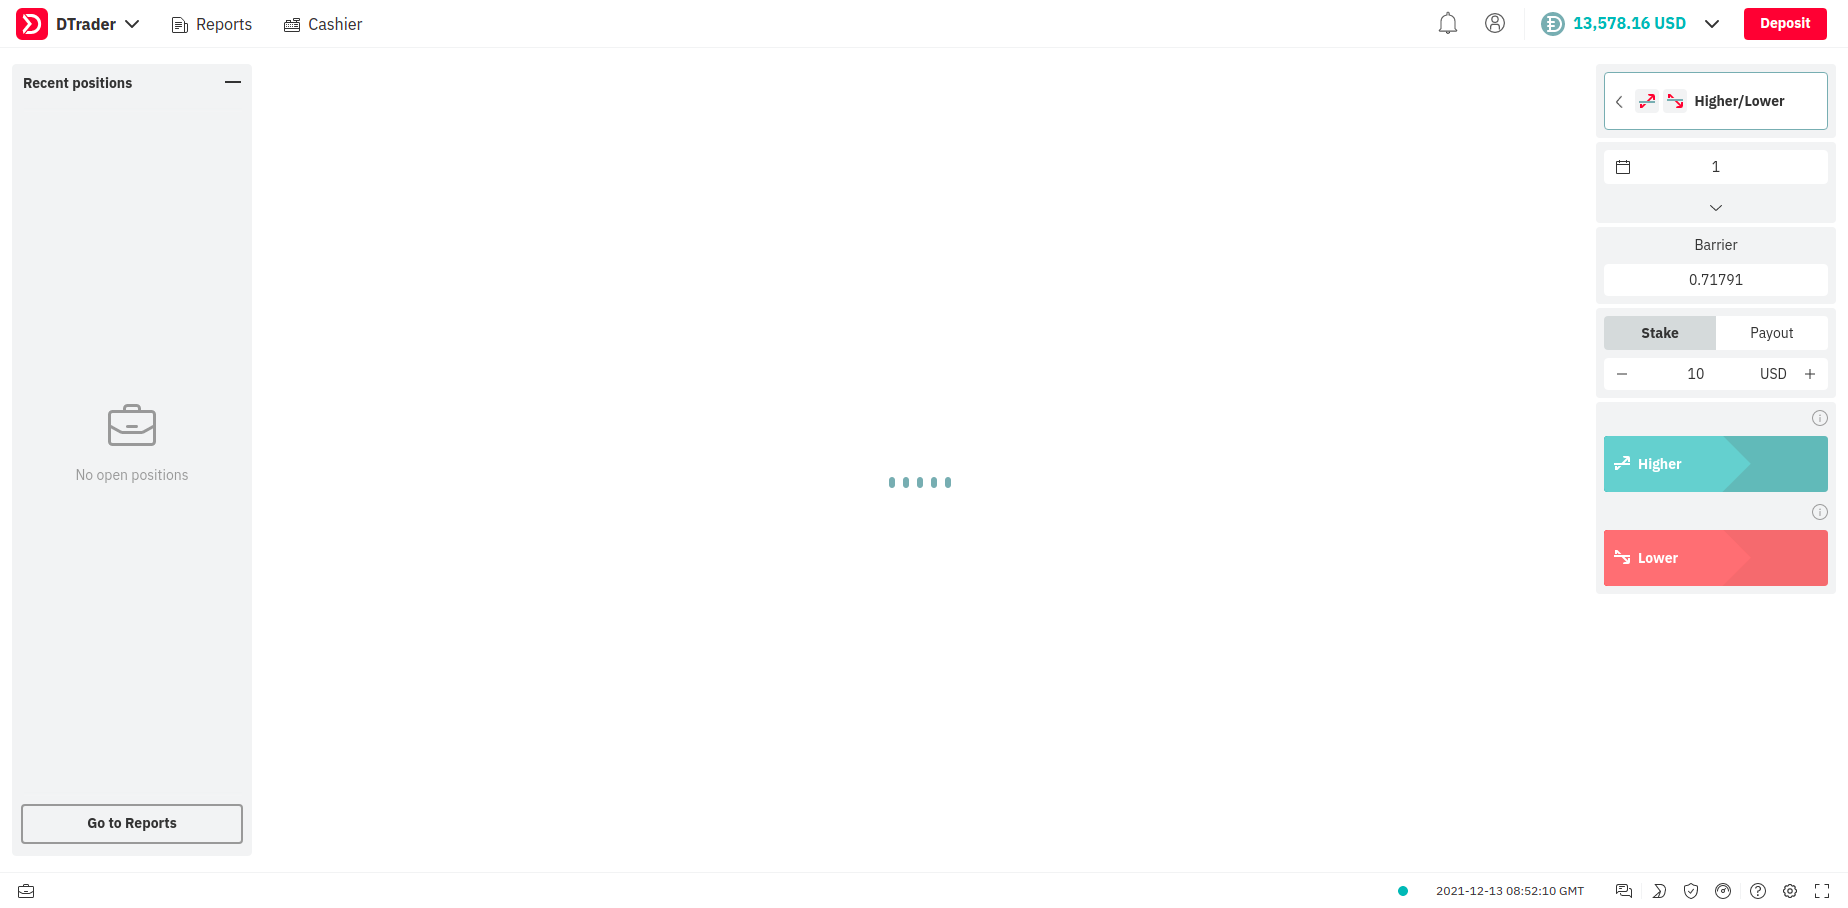 DTrader Reports Cashier 13,578.16 USD Deposit
Recent positions
No open positions
Go to Reports
Higher/Lower
1
Barrier
0.71791
Stake Payout
10 USD
Higher
Lower
2021-12-13 08:52:10 GMT